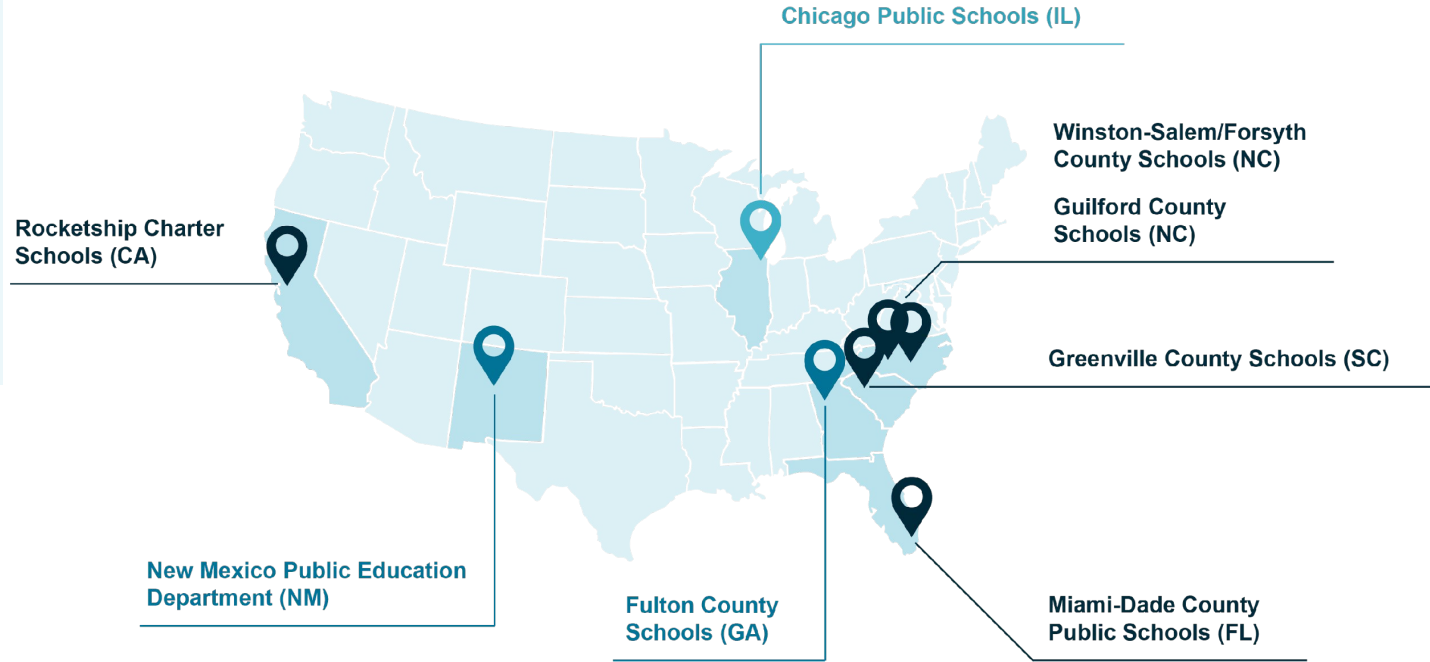 Chicago Public Schools (IL)
Winston-Salem/Forsyth
County Schools (NC)
Guilford County
Schools (NC)
Rocketship Charter
Schools (CA)
Greenville County Schools (SC)
New Mexico Public Education
Department (NM)
Fulton County
Schools (GA)
Miami-Dade County
Public Schools (FL)